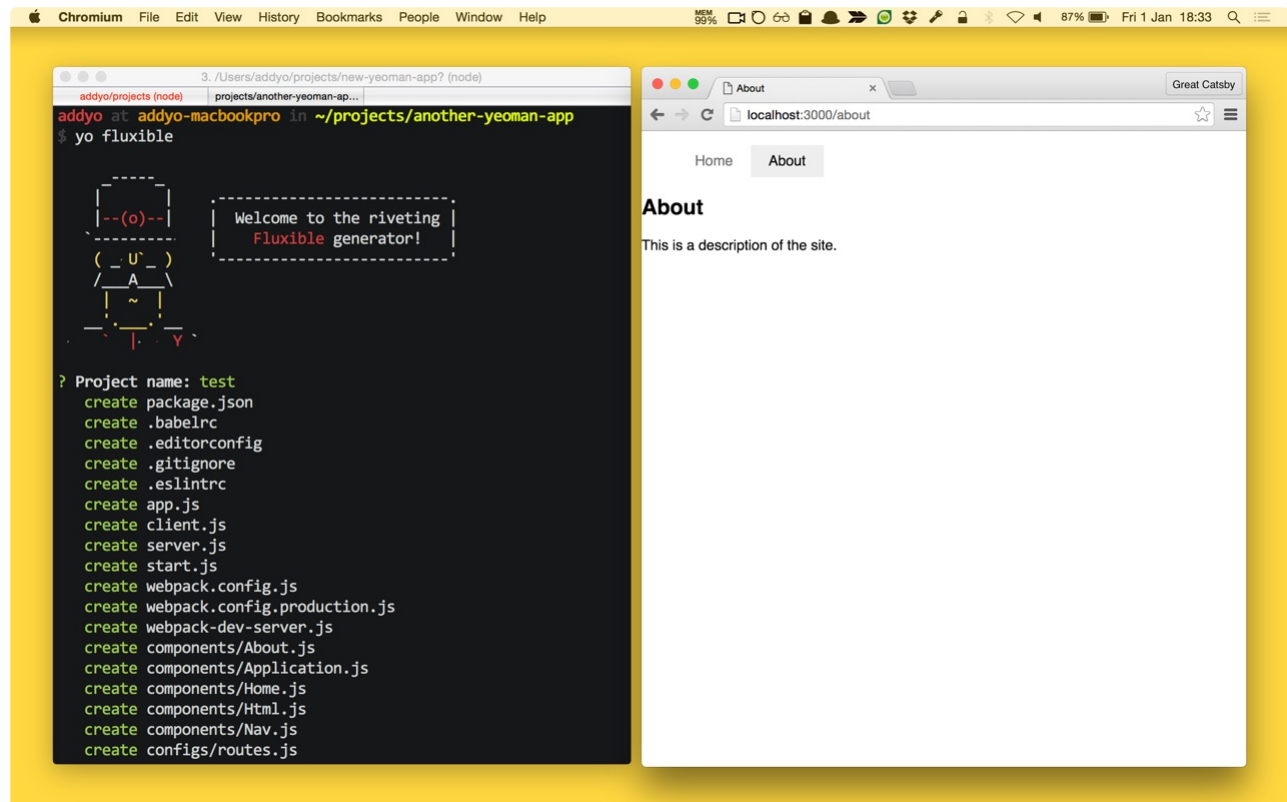 Chromium File Edit View History Bookmarks People Window Help MEM 99% 87% Fri 1 Jan 18:33
3. /Users/addyo/projects/new-yeoman-app? (node)
addyo/projects (node) projects/another-yeoman-ap...
addyo at addyo-macbookpro in ~/projects/another-yeoman-app
$ yo fluxible
Welcome to the riveting
Fluxible generator!
? Project name: test
create package.json
create .babelrc
create .editorconfig
create .gitignore
create .eslintrc
create app.js
create client.js
create server.js
create start.js
create webpack.config.js
create webpack.config.production.js
create webpack-dev-server.js
create components/About.js
create components/Application.js
create components/Home.js
create components/Html.js
create components/Nav.js
create configs/routes.js
About Great Catsby
localhost:3000/about
Home About
About
This is a description of the site.